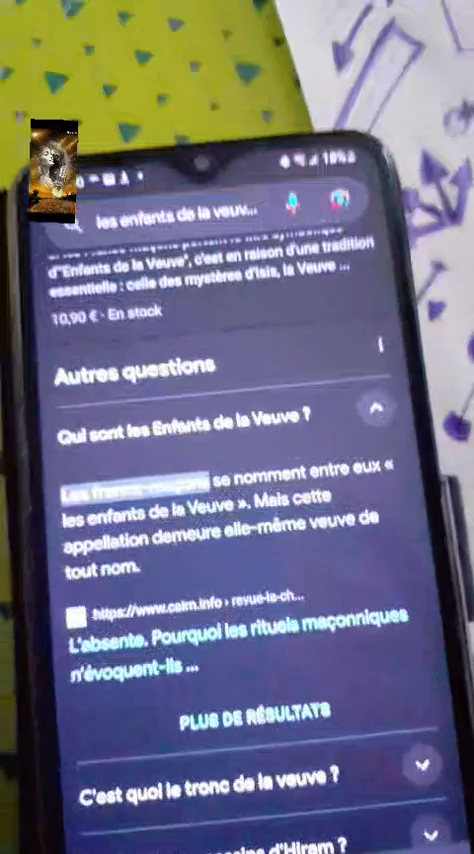 18%
les enfants de la veuv...
d'"Enfants de la Veuve", c'est en raison d'une tradition
essentielle : celle des mystères d'Isis, la Veuve ...
10,90 € · En stock
Autres questions
Qui sont les Enfants de la Veuve ?
Les francs-maçons se nomment entre eux «
les enfants de la Veuve ». Mais cette
appellation demeure elle-même veuve de
tout nom.
https://www.cairn.info › revue-la-ch...
L'absente. Pourquoi les rituels maçonniques
n'évoquent-ils ...
PLUS DE RÉSULTATS
C'est quoi le tronc de la veuve ?
d'Hiram ?